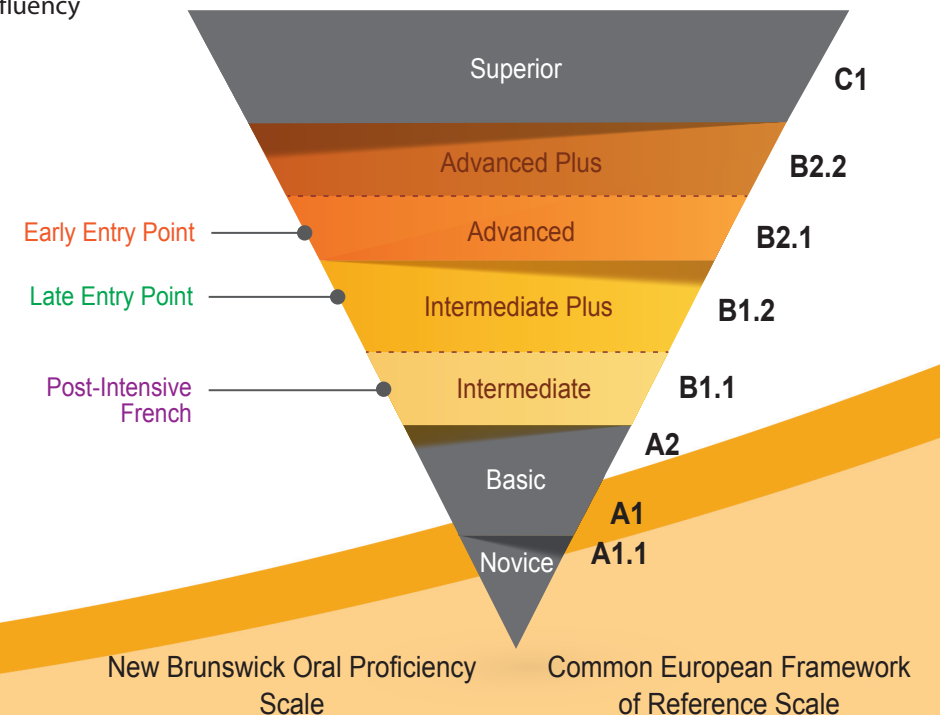 fluency
Superior
C1
Advanced Plus
B2.2
Early Entry Point
Advanced
B2.1
Late Entry Point
Intermediate Plus
B1.2
Post-Intensive
French
Intermediate
B1.1
A2
Basic
A1
A1.1
Novice
New Brunswick Oral Proficiency
Scale
Common European Framework
of Reference Scale